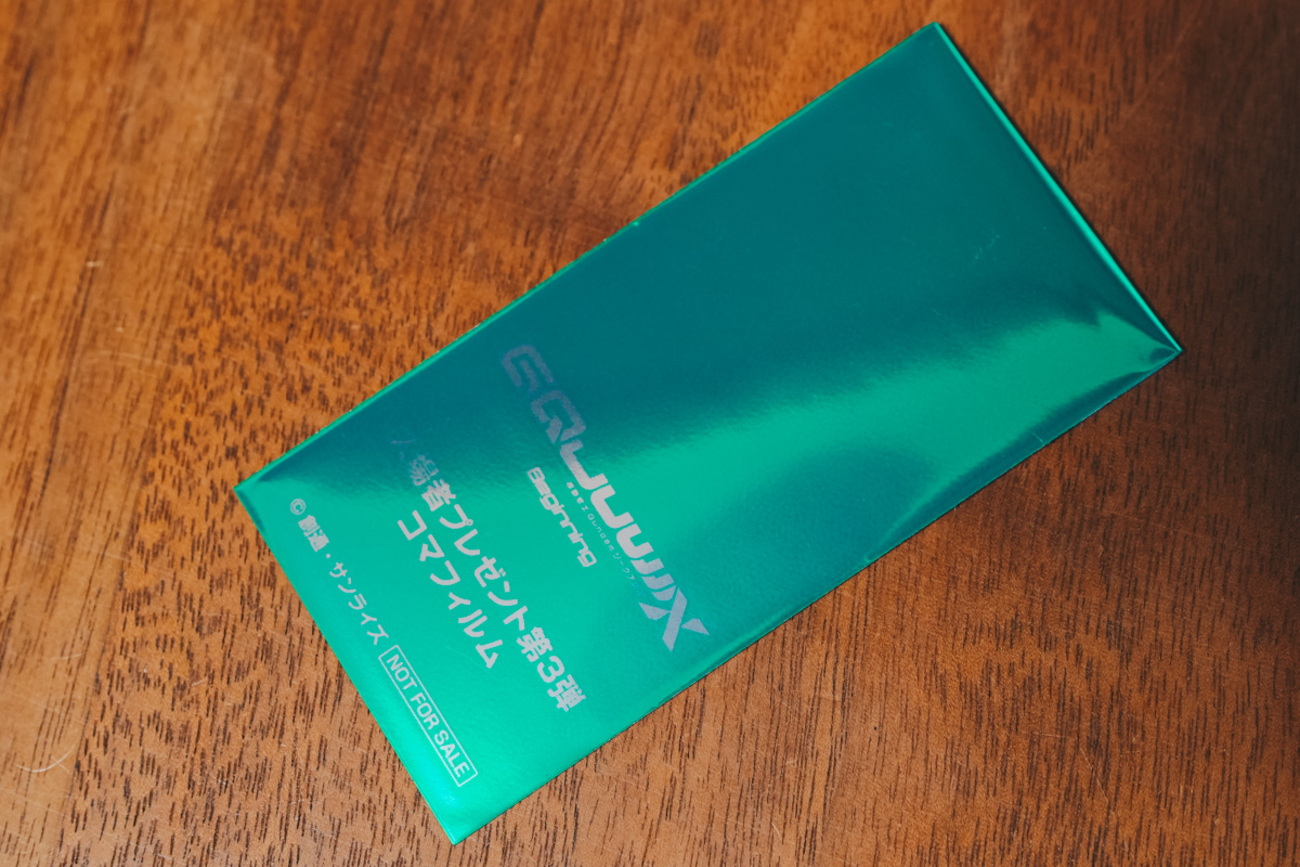 GQuuuuuuX
Beginning
入場者プレゼント第3弾
コマフィルム
© 創通・サンライズ
NOT FOR SALE